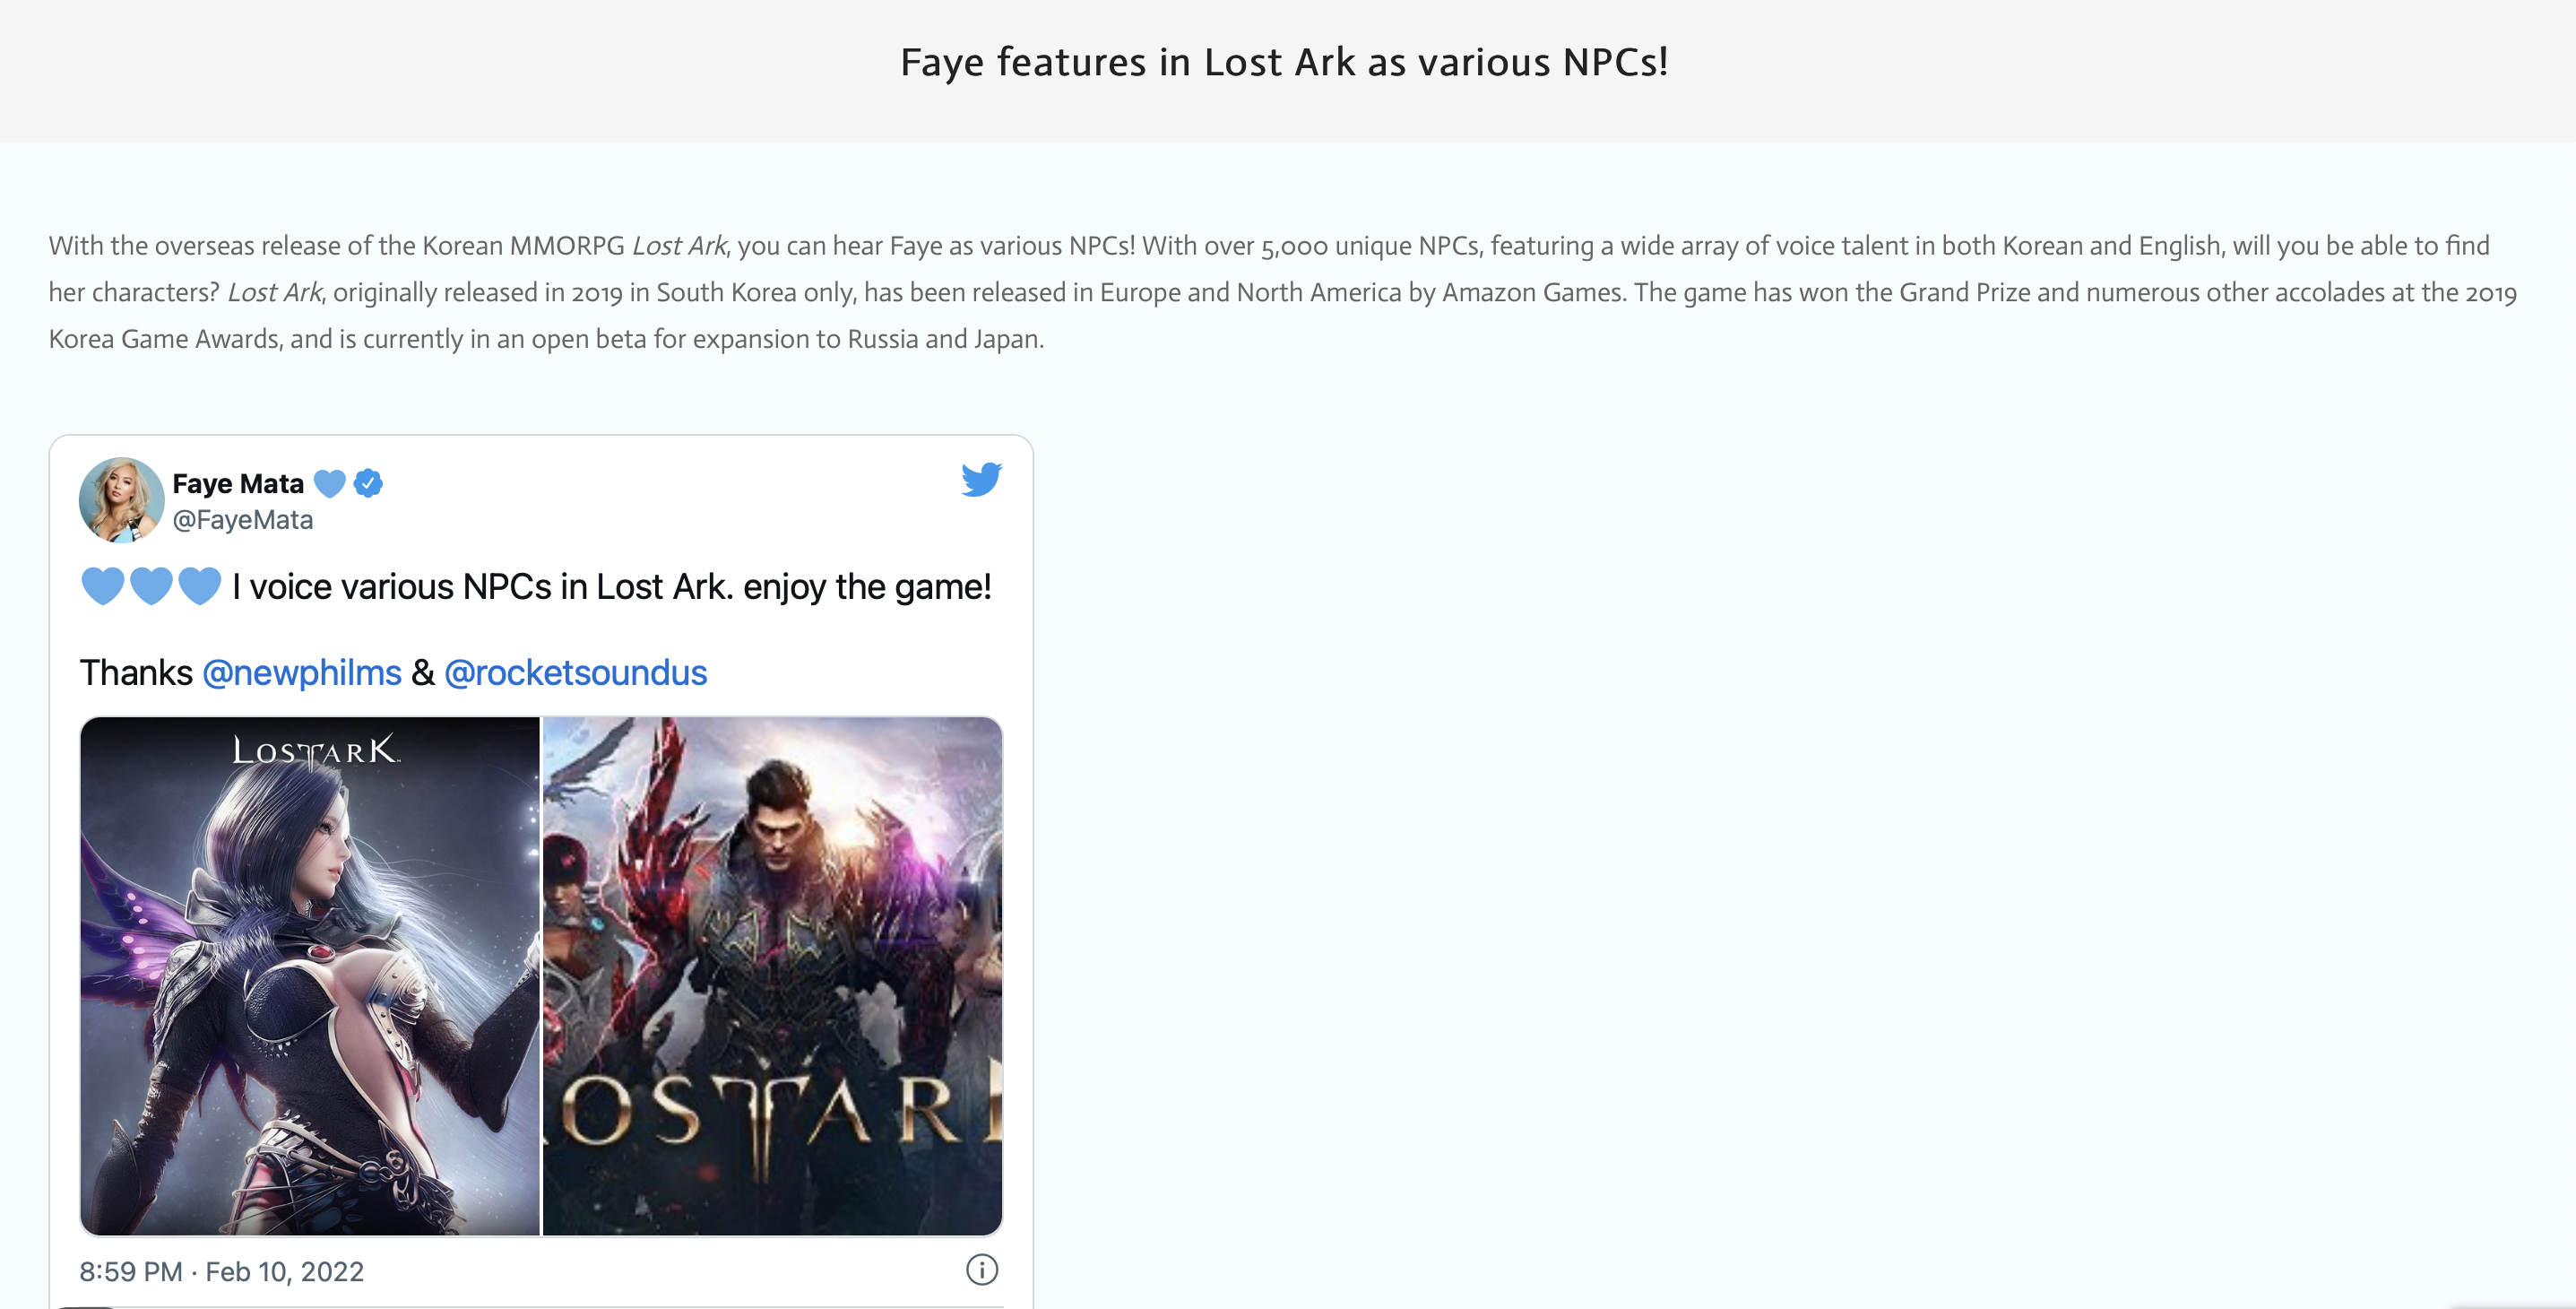 Faye features in Lost Ark as various NPCs!
With the overseas release of the Korean MMORPG Lost Ark, you can hear Faye as various NPCs! With over 5,000 unique NPCs, featuring a wide array of voice talent in both Korean and English, will you be able to find
her characters? Lost Ark, originally released in 2019 in South Korea only, has been released in Europe and North America by Amazon Games. The game has won the Grand Prize and numerous other accolades at the 2019
Korea Game Awards, and is currently in an open beta for expansion to Russia and Japan.
Faye Mata 💙
@FayeMata
💙💙💙 I voice various NPCs in Lost Ark. enjoy the game!
Thanks @newphilms & @rocketsoundus
LOST ARK™
LOST ARK
8:59 PM · Feb 10, 2022